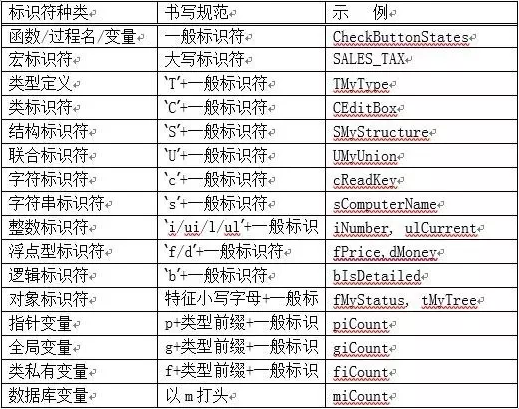 标识符种类 书写规范 示 例
函数/过程名/变量 一般标识符 CheckButtonStates
宏标识符 大写标识符 SALES_TAX
类型定义 ‘T’+一般标识符 TMyType
类标识符 ‘C’+一般标识符 CEditBox
结构标识符 ‘S’+一般标识符 SMyStructure
联合标识符 ‘U’+一般标识符 UMyUnion
字符标识符 ‘c’+一般标识符 cReadKey
字符串标识符 ‘s’+一般标识符 sComputerName
整数标识符 ‘i/ui/l/ul’+一般标识 iNumber, ulCurrent
浮点型标识符 ‘f/d’+一般标识符 fPrice,dMoney
逻辑标识符 ‘b’+一般标识符 bIsDetailed
对象标识符 特征小写字母+一般标 fMyStatus, tMyTree
指针变量 p+类型前缀+一般标识 piCount
全局变量 g+类型前缀+一般标识 giCount
类私有变量 f+类型前缀+一般标识 fiCount
数据库变量 以m打头 miCount